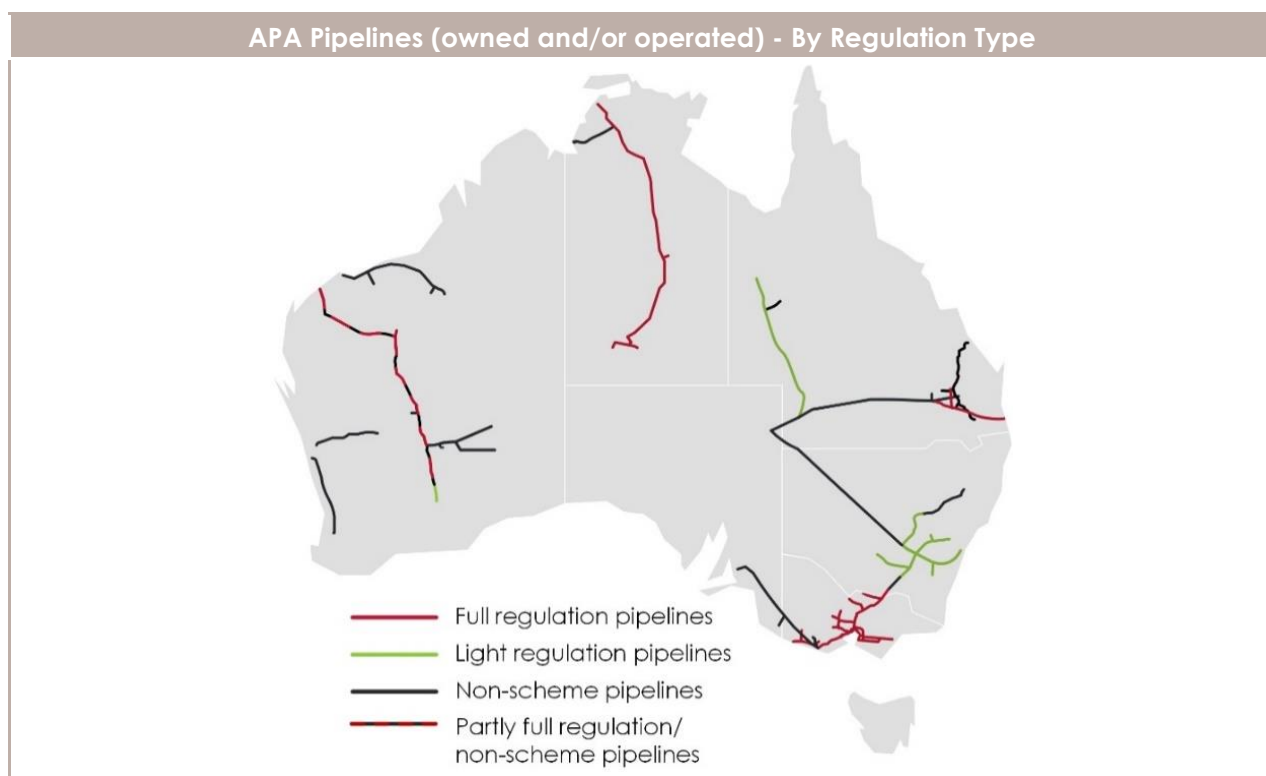 APA Pipelines (owned and/or operated) - By Regulation Type
Full regulation pipelines
Light regulation pipelines
Non-scheme pipelines
Partly full regulation/
non-scheme pipelines